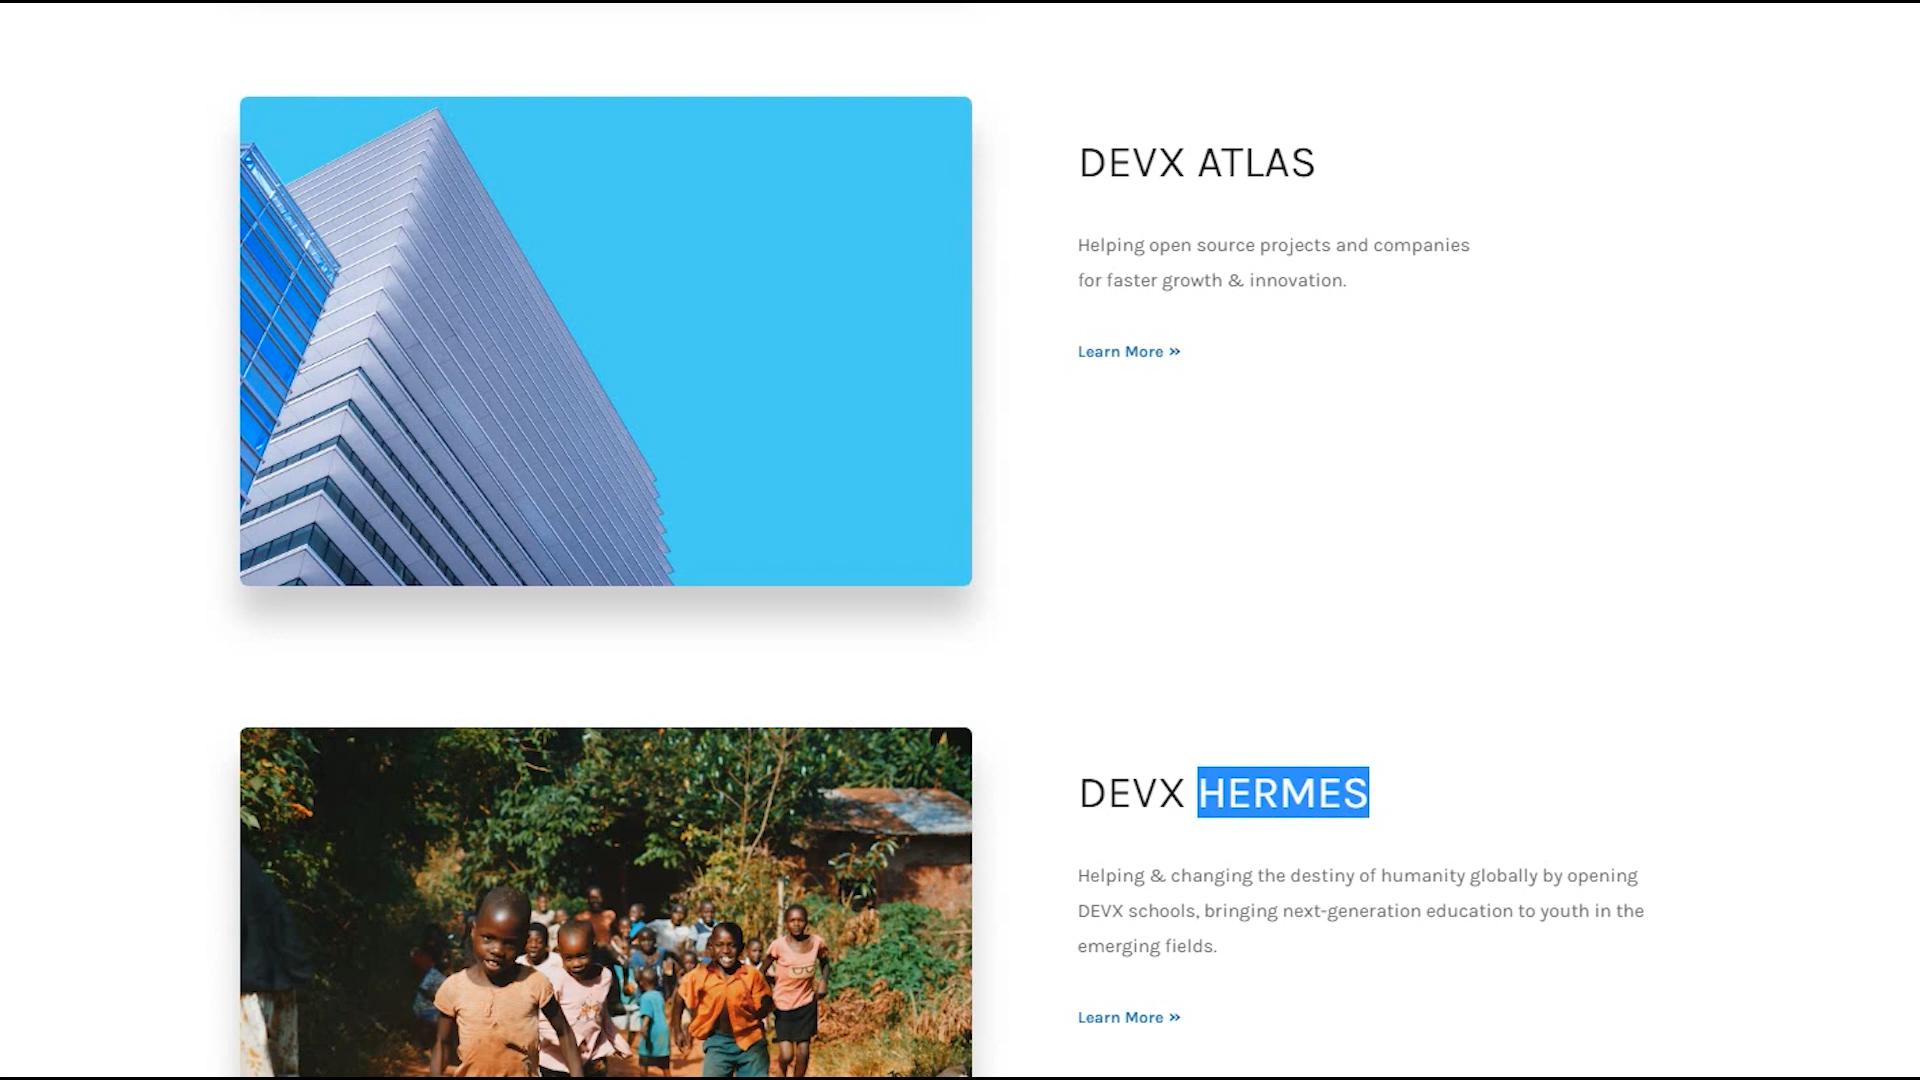 DEVX ATLAS
Helping open source projects and companies
for faster growth & innovation.
Learn More »
DEVX HERMES
Helping & changing the destiny of humanity globally by opening
DEVX schools, bringing next-generation education to youth in the
emerging fields.
Learn More »